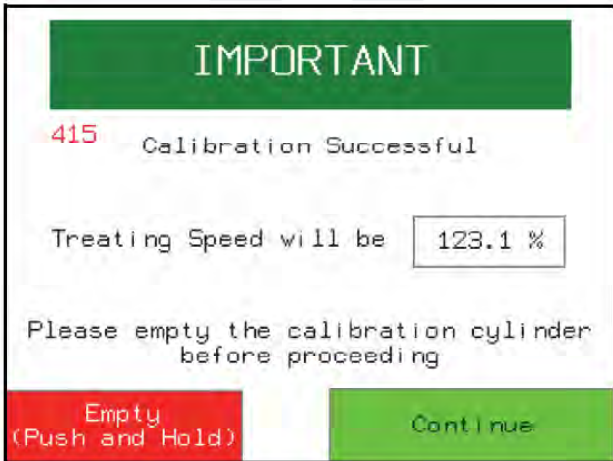 IMPORTANT
415
Calibration Successful
Treating Speed will be 123.1 %
Please empty the calibration cylinder
before proceeding
Empty
(Push and Hold)
Continue